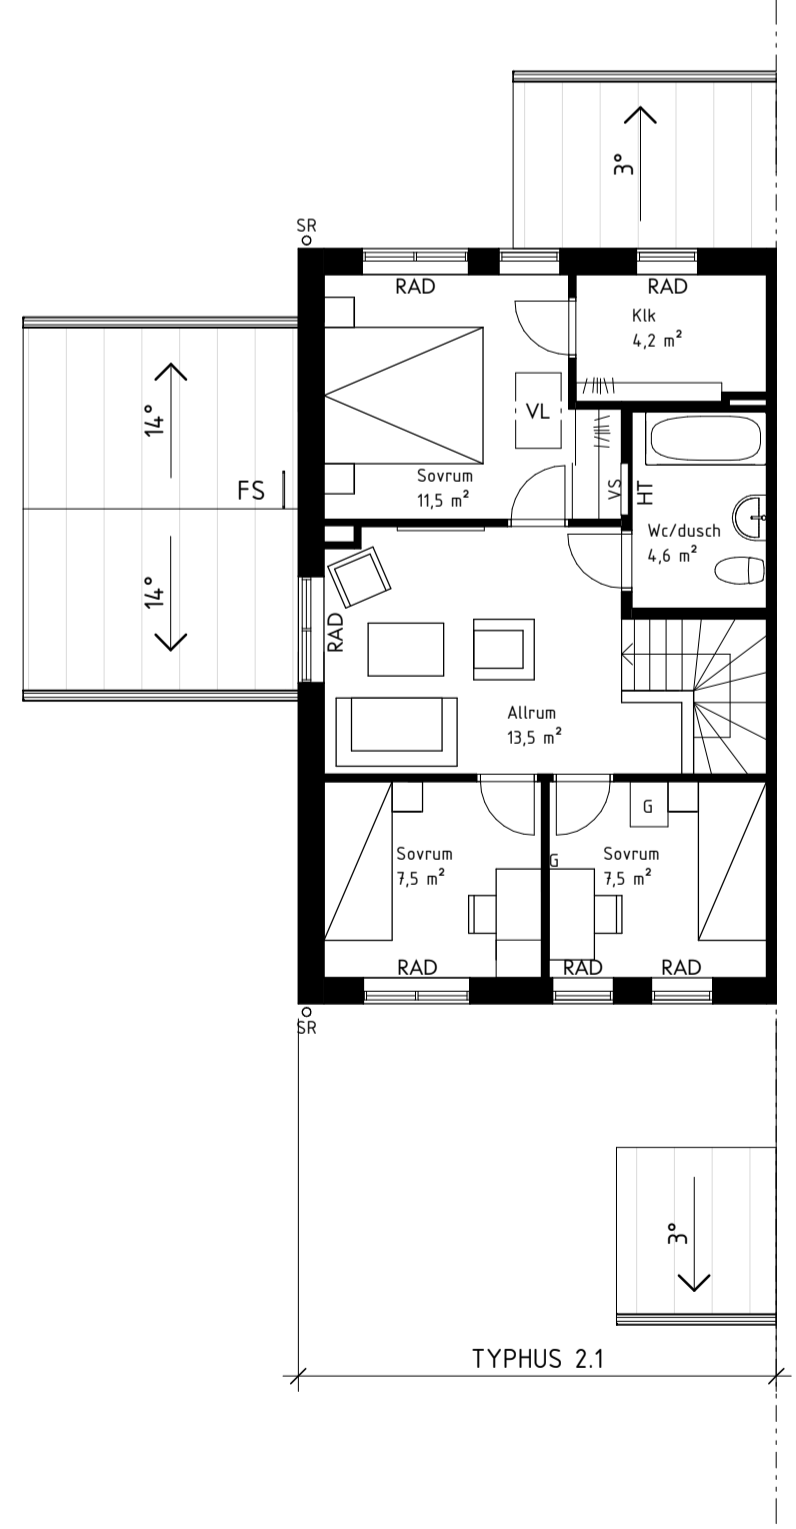 3°
SR
RAD
RAD
Klk
4,2 m²
14°
VL
FS
Sovrum
11,5 m²
VS
HT
Wc/dusch
4,6 m²
14°
RAD
Allrum
13,5 m²
G
G
Sovrum
7,5 m²
Sovrum
7,5 m²
RAD
RAD
RAD
SR
3°
TYPHUS 2.1